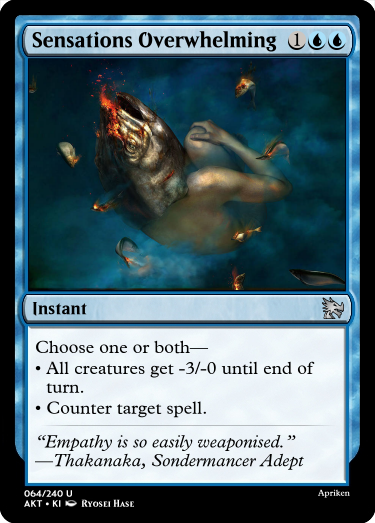 Sensations Overwhelming 1
Instant
Choose one or both—
• All creatures get -3/-0 until end of
turn.
• Counter target spell.
“Empathy is so easily weaponised.”
—Thakanaka, Sondermancer Adept
064/240 U
Apriken
AKT • KI Ryosei Hase